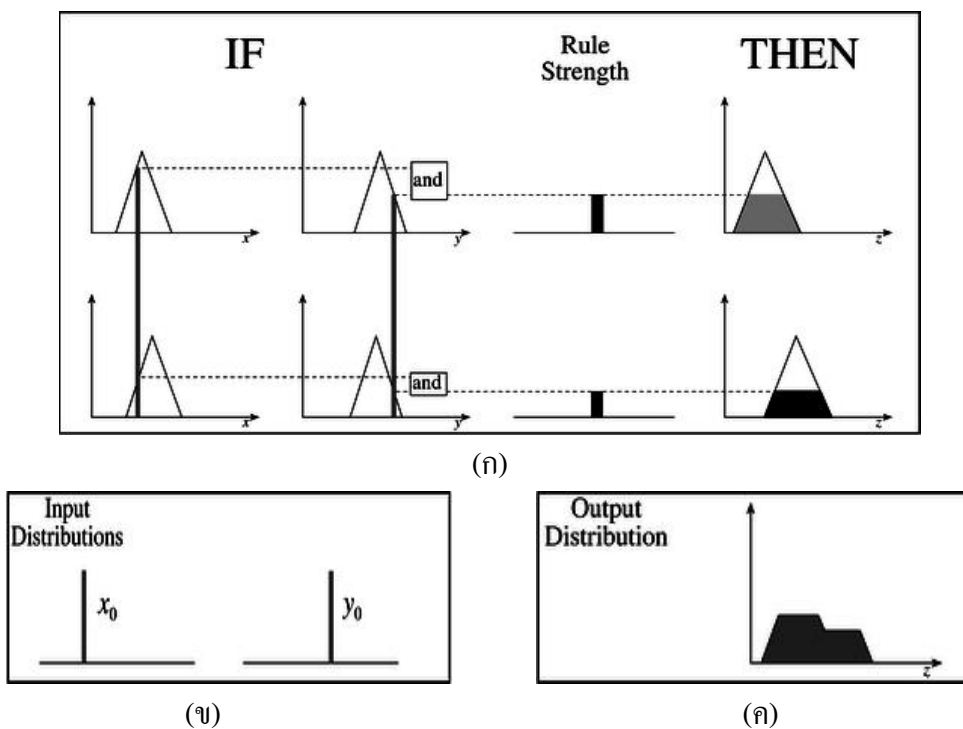 IF
Rule
Strength
THEN
and
x
y
z
and
x
y
z
(ก)
Input
Distributions
x₀
y₀
Output
Distribution
z
(ข)
(ค)